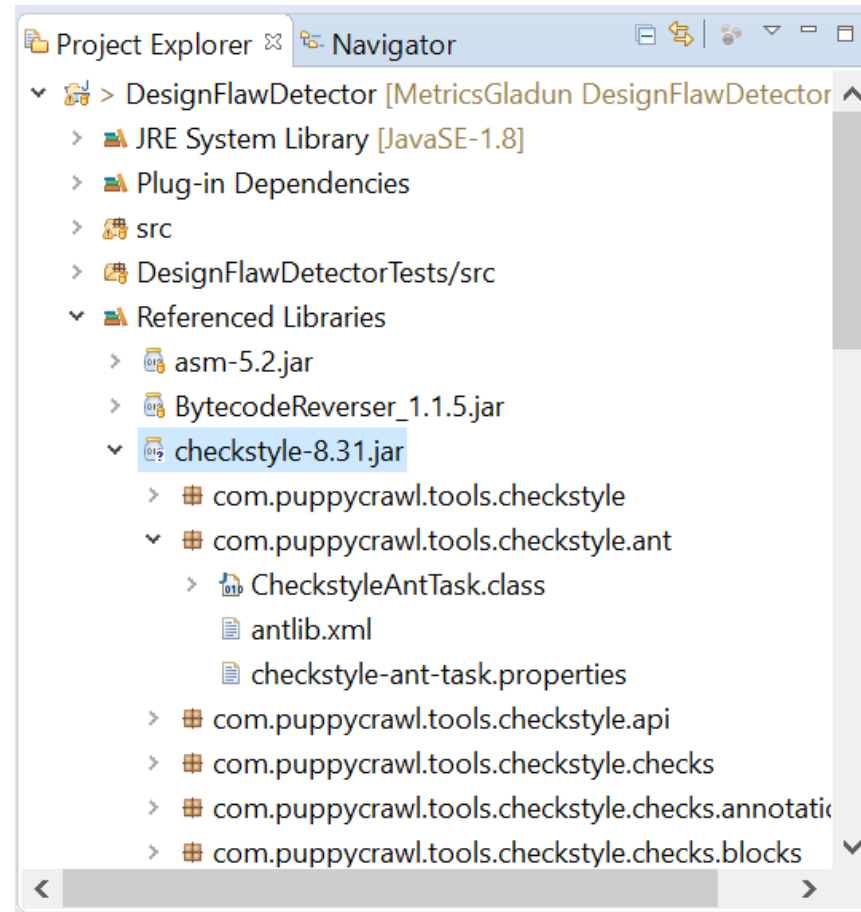 Project Explorer Navigator
> DesignFlawDetector [MetricsGladun DesignFlawDetector
JRE System Library [JavaSE-1.8]
Plug-in Dependencies
src
DesignFlawDetectorTests/src
Referenced Libraries
asm-5.2.jar
BytecodeReverser_1.1.5.jar
checkstyle-8.31.jar
com.puppycrawl.tools.checkstyle
com.puppycrawl.tools.checkstyle.ant
CheckstyleAntTask.class
antlib.xml
checkstyle-ant-task.properties
com.puppycrawl.tools.checkstyle.api
com.puppycrawl.tools.checkstyle.checks
com.puppycrawl.tools.checkstyle.checks.annotatio
com.puppycrawl.tools.checkstyle.checks.blocks